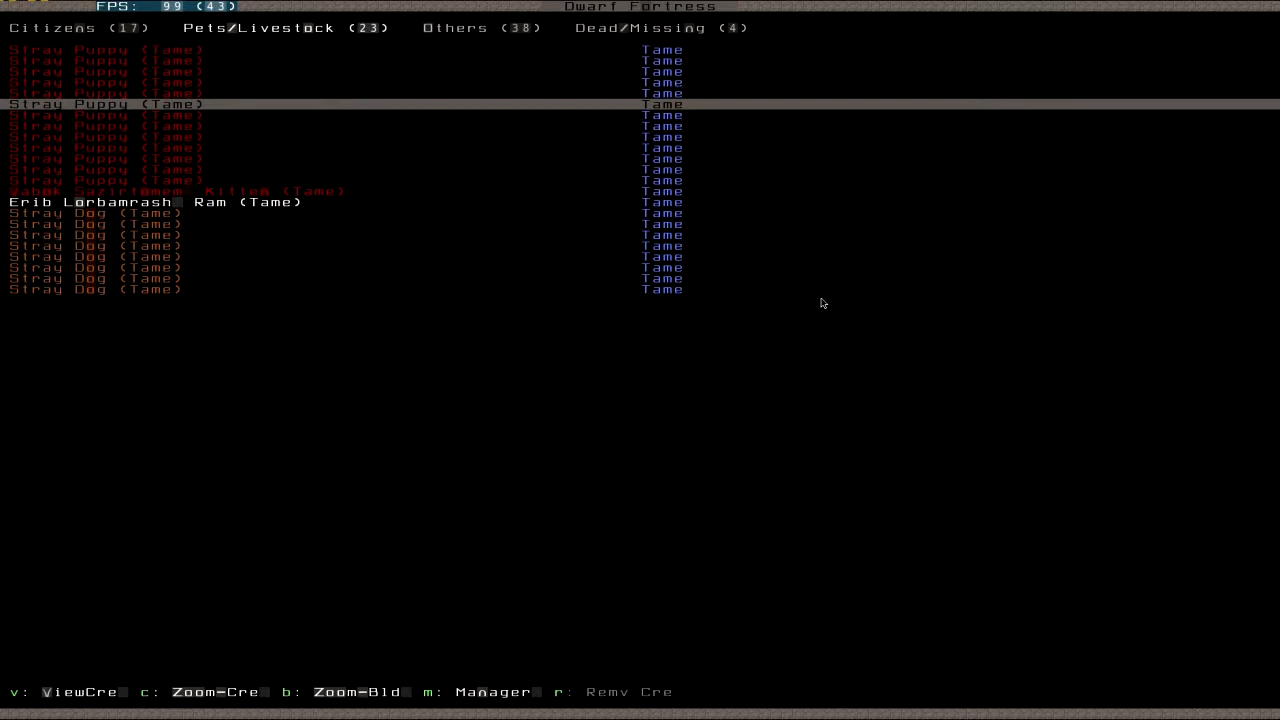 FPS: 99 (43) Dwarf Fortress
Citizens (17) Pets/Livestock (23) Others (38) Dead/Missing (4)
Stray Puppy (Tame) Tame
Stray Puppy (Tame) Tame
Stray Puppy (Tame) Tame
Stray Puppy (Tame) Tame
Stray Puppy (Tame) Tame
Stray Puppy (Tame) Tame
Stray Puppy (Tame) Tame
Stray Puppy (Tame) Tame
Stray Puppy (Tame) Tame
Stray Puppy (Tame) Tame
Stray Puppy (Tame) Tame
Stray Puppy (Tame) Tame
Stray Puppy (Tame) Tame
Kitten (Tame) Tame
Erib Lorbamrash Ram (Tame) Tame
Stray Dog (Tame) Tame
Stray Dog (Tame) Tame
Stray Dog (Tame) Tame
Stray Dog (Tame) Tame
Stray Dog (Tame) Tame
Stray Dog (Tame) Tame
Stray Dog (Tame) Tame
Stray Dog (Tame) Tame
v: ViewCre c: Zoom-Cre b: Zoom-Bld m: Manager r: Remv Cre